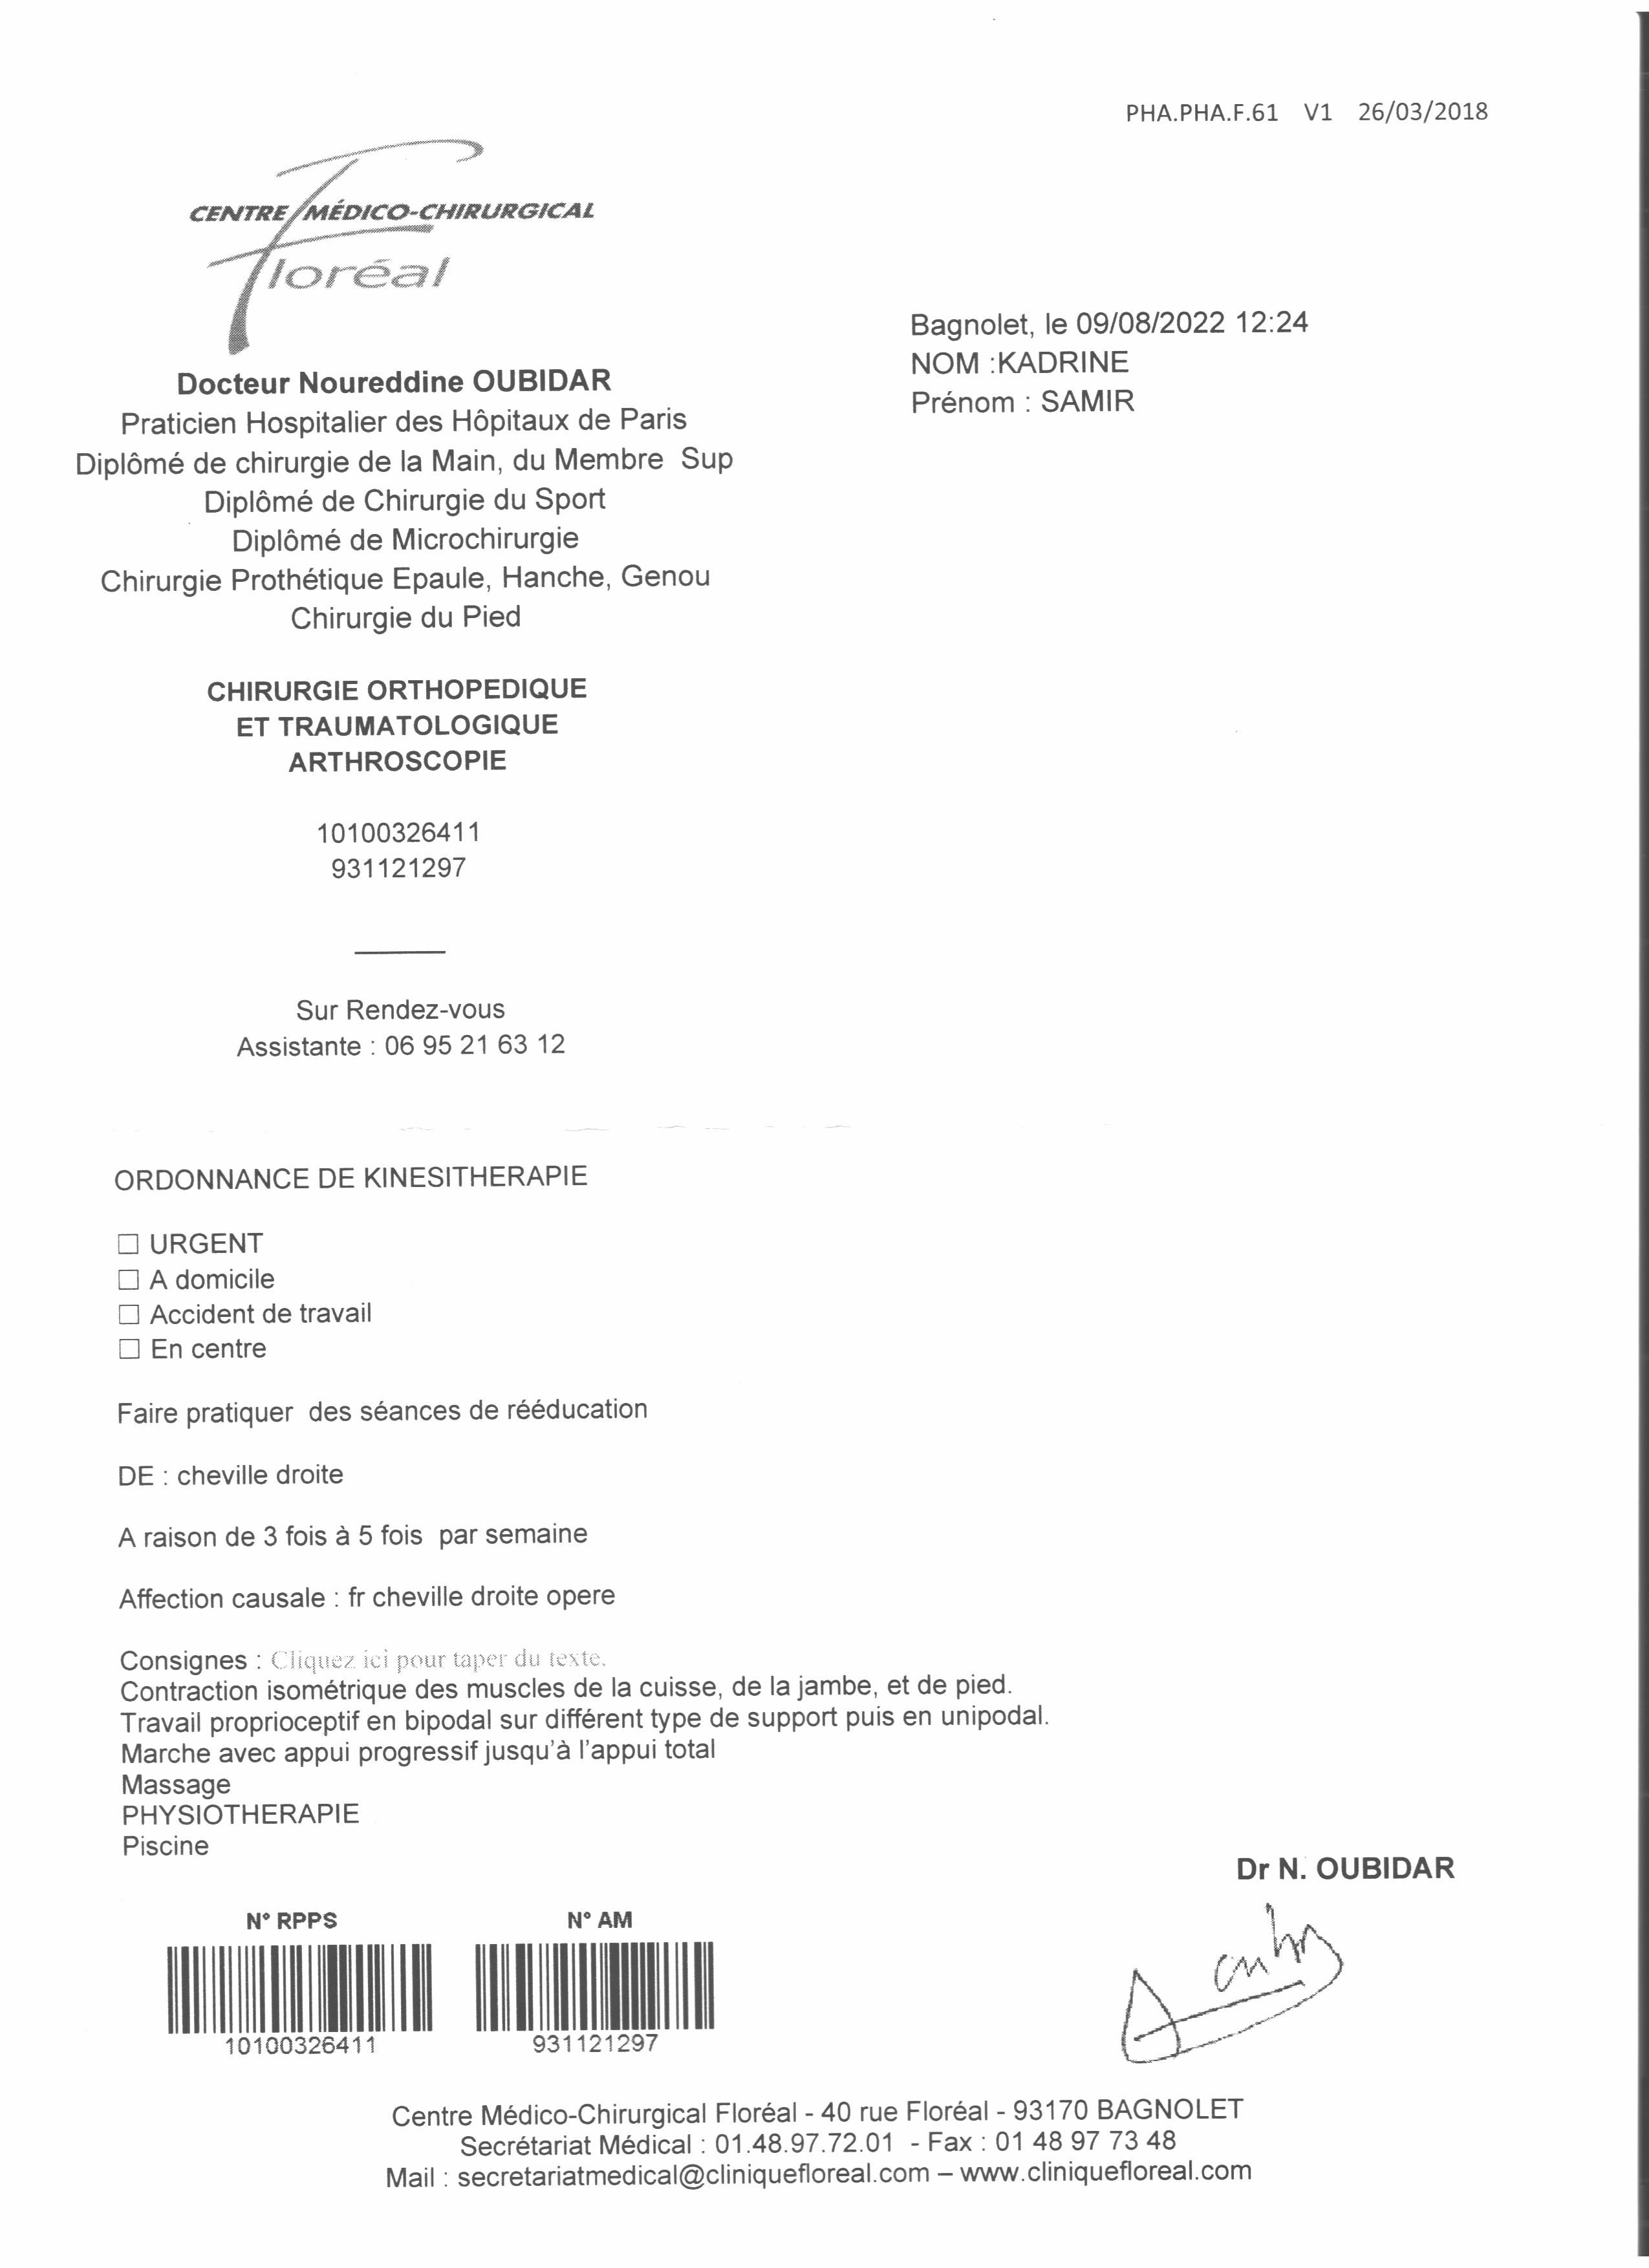 PHA.PHA.F.61 V1 26/03/2018
CENTRE MÉDICO-CHIRURGICAL
Floréal
Bagnolet, le 09/08/2022 12:24
NOM :KADRINE
Prénom : SAMIR
Docteur Noureddine OUBIDAR
Praticien Hospitalier des Hôpitaux de Paris
Diplômé de chirurgie de la Main, du Membre Sup
Diplômé de Chirurgie du Sport
Diplômé de Microchirurgie
Chirurgie Prothétique Epaule, Hanche, Genou
Chirurgie du Pied
CHIRURGIE ORTHOPEDIQUE
ET TRAUMATOLOGIQUE
ARTHROSCOPIE
10100326411
931121297
Sur Rendez-vous
Assistante : 06 95 21 63 12
ORDONNANCE DE KINESITHERAPIE
☐ URGENT
☐ A domicile
☐ Accident de travail
☐ En centre
Faire pratiquer des séances de rééducation
DE : cheville droite
A raison de 3 fois à 5 fois par semaine
Affection causale : fr cheville droite opere
Consignes : Cliquez ici pour taper du texte.
Contraction isométrique des muscles de la cuisse, de la jambe, et de pied.
Travail proprioceptif en bipodal sur différent type de support puis en unipodal.
Marche avec appui progressif jusqu'à l'appui total
Massage
PHYSIOTHERAPIE
Piscine
Dr N. OUBIDAR
N° RPPS N° AM
10100326411 931121297
Centre Médico-Chirurgical Floréal - 40 rue Floréal - 93170 BAGNOLET
Secrétariat Médical : 01.48.97.72.01 - Fax : 01 48 97 73 48
Mail : secretariatmedical@cliniquefloreal.com – www.cliniquefloreal.com